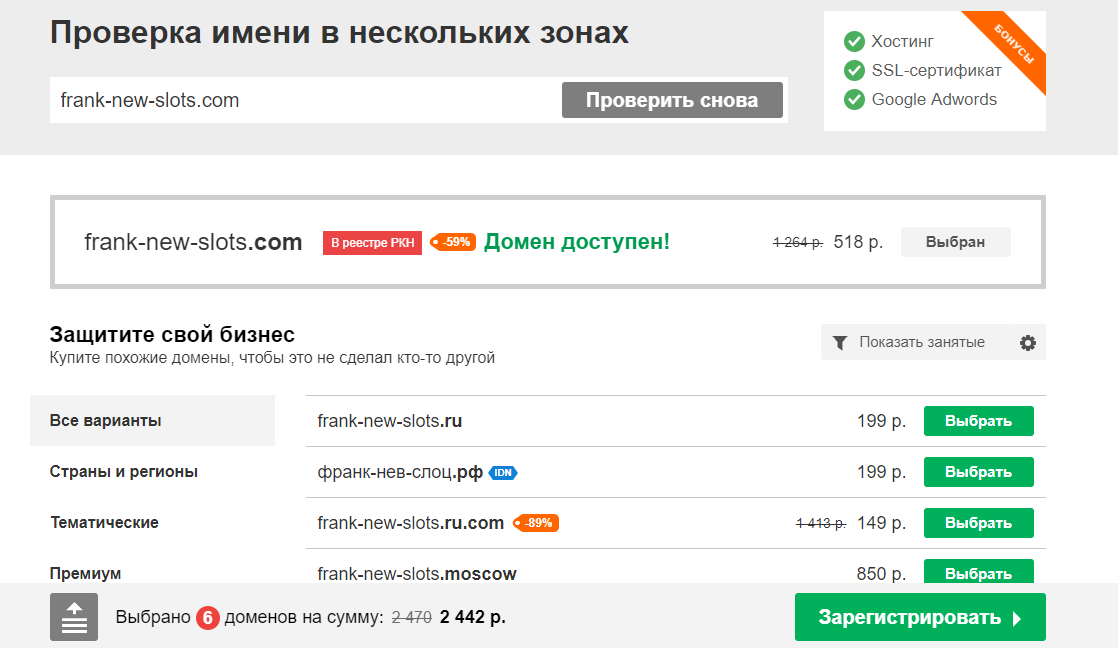 Проверка имени в нескольких зонах
frank-new-slots.com
Проверить снова
Хостинг
SSL-сертификат
Google Adwords
БОНУСЫ
frank-new-slots.com В реестре РКН -59% Домен доступен! 1 264 р. 518 р. Выбран
Защитите свой бизнес
Купите похожие домены, чтобы это не сделал кто-то другой
Показать занятые
Все варианты
Страны и регионы
Тематические
Премиум
frank-new-slots.ru 199 р. Выбрать
франк-нев-слоц.рф IDN 199 р. Выбрать
frank-new-slots.ru.com -89% 1 413 р. 149 р. Выбрать
frank-new-slots.moscow 850 р. Выбрать
Выбрано 6 доменов на сумму: 2 470 2 442 р.
Зарегистрировать